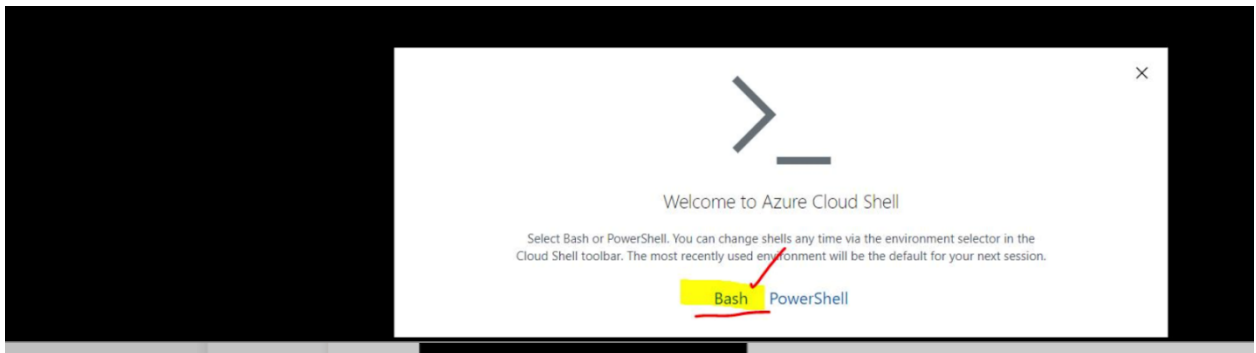 Welcome to Azure Cloud Shell
Select Bash or PowerShell. You can change shells any time via the environment selector in the
Cloud Shell toolbar. The most recently used environment will be the default for your next session.
Bash PowerShell